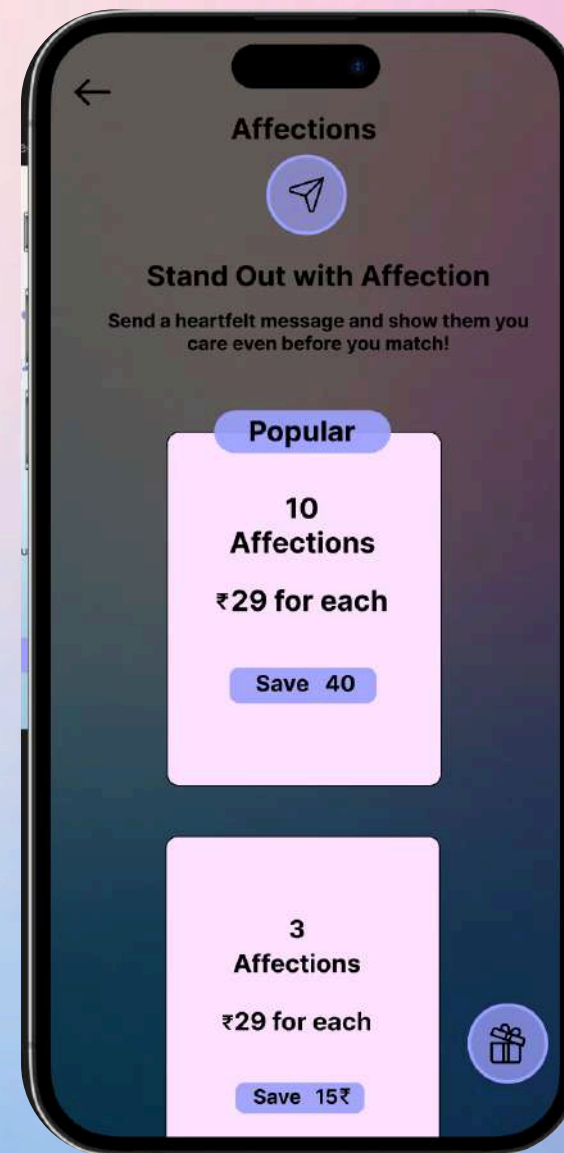 Affections
Stand Out with Affection
Send a heartfelt message and show them you
care even before you match!
Popular
10
Affections
₹29 for each
Save 40
3
Affections
₹29 for each
Save 15₹